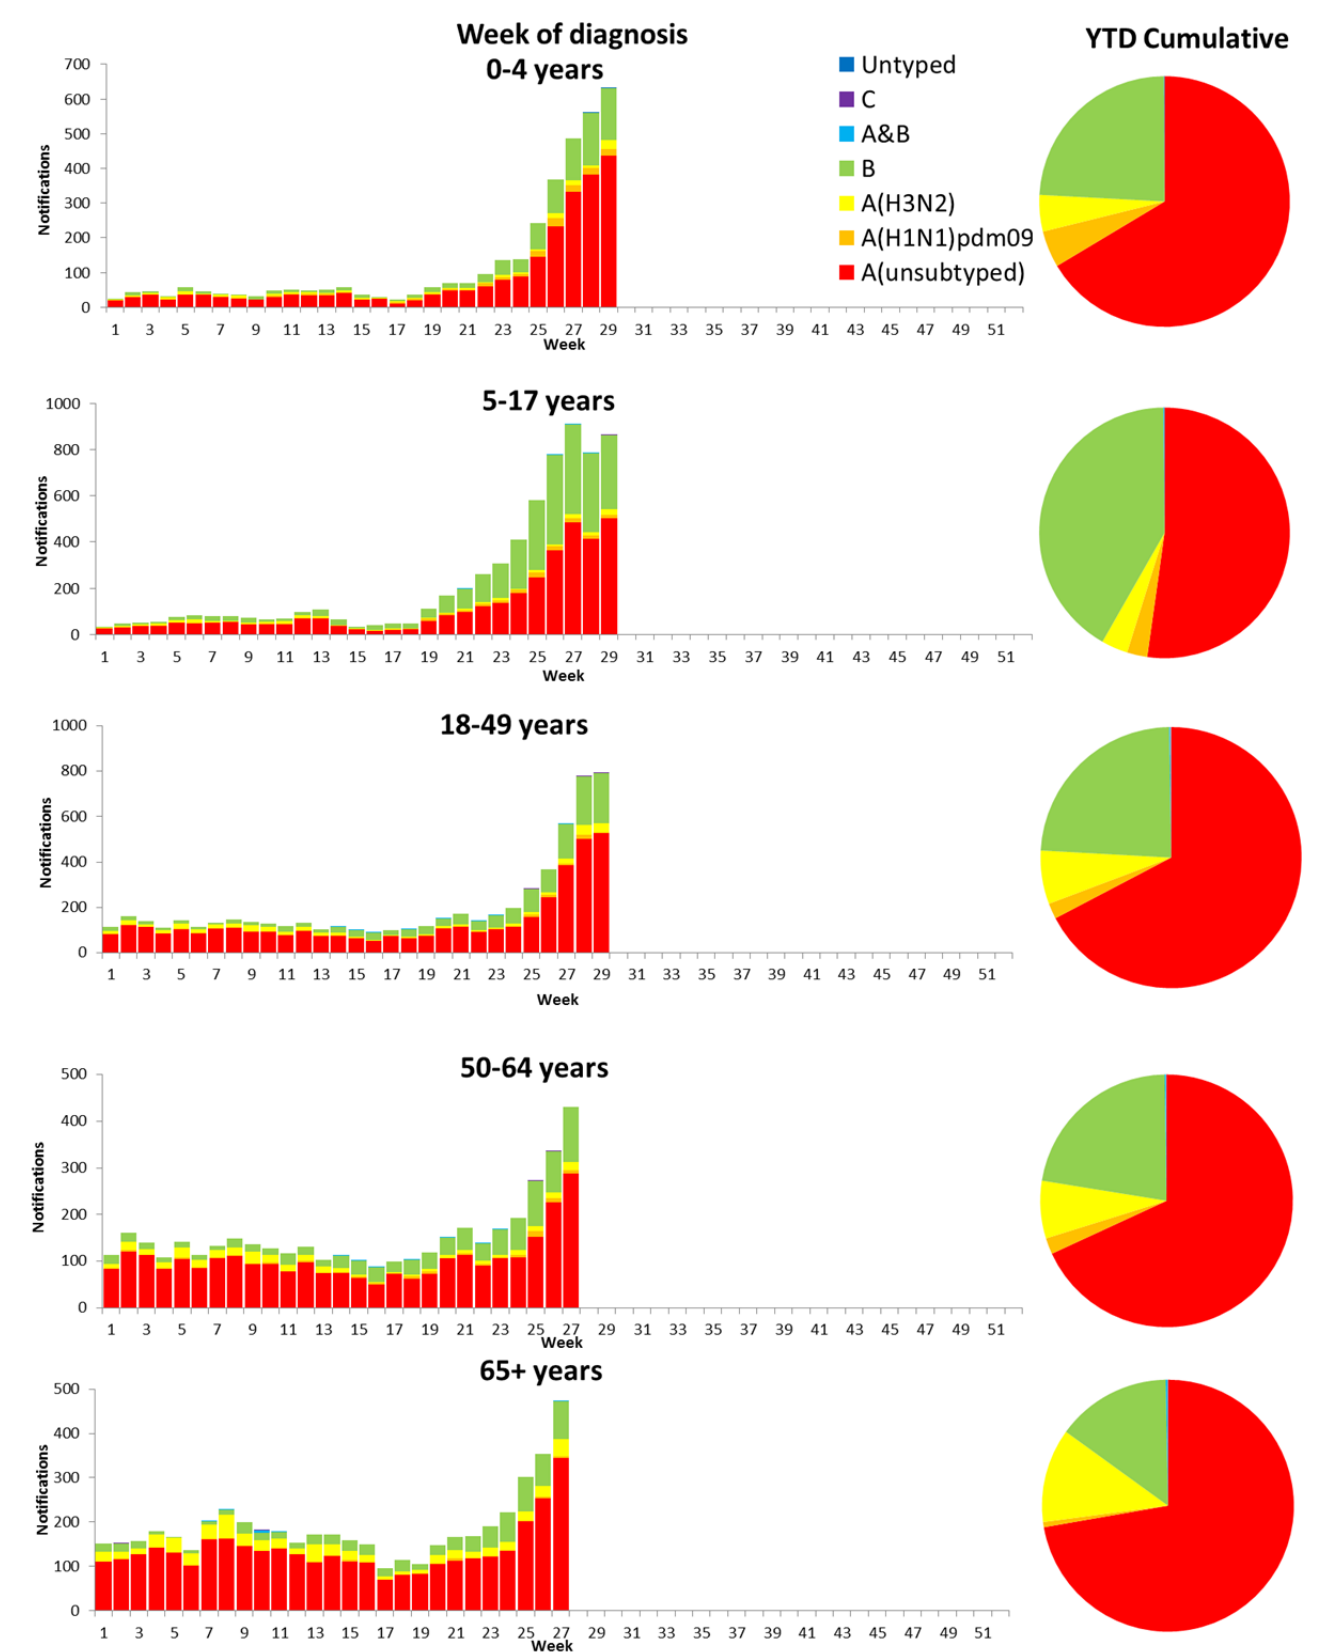 Week of diagnosis
YTD Cumulative
0-4 years
Untyped
C
A&B
B
A(H3N2)
A(H1N1)pdm09
A(unsubtyped)
Notifications
700
600
500
400
300
200
100
0
1 3 5 7 9 11 13 15 17 19 21 23 25 27 29 31 33 35 37 39 41 43 45 47 49 51
Week
5-17 years
Notifications
1000
800
600
400
200
0
1 3 5 7 9 11 13 15 17 19 21 23 25 27 29 31 33 35 37 39 41 43 45 47 49 51
Week
18-49 years
Notifications
1000
800
600
400
200
0
1 3 5 7 9 11 13 15 17 19 21 23 25 27 29 31 33 35 37 39 41 43 45 47 49 51
Week
50-64 years
Notifications
500
400
300
200
100
0
1 3 5 7 9 11 13 15 17 19 21 23 25 27 29 31 33 35 37 39 41 43 45 47 49 51
Week
65+ years
Notifications
500
400
300
200
100
0
1 3 5 7 9 11 13 15 17 19 21 23 25 27 29 31 33 35 37 39 41 43 45 47 49 51
Week